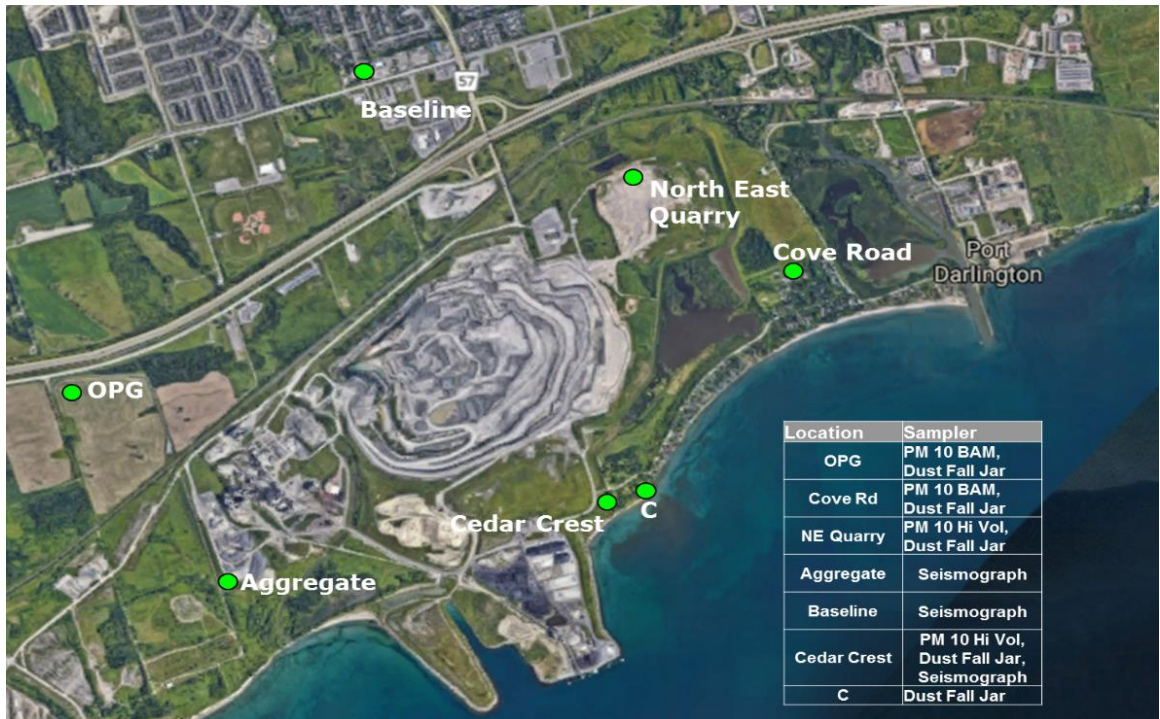 57
Baseline
North East
Quarry
Cove Road
Port
Darlington
OPG
Cedar Crest
C
Aggregate
Location Sampler
OPG PM 10 BAM,
Dust Fall Jar
Cove Rd PM 10 BAM,
Dust Fall Jar
NE Quarry PM 10 Hi Vol,
Dust Fall Jar
Aggregate Seismograph
Baseline Seismograph
Cedar Crest PM 10 Hi Vol,
Dust Fall Jar,
Seismograph
C Dust Fall Jar